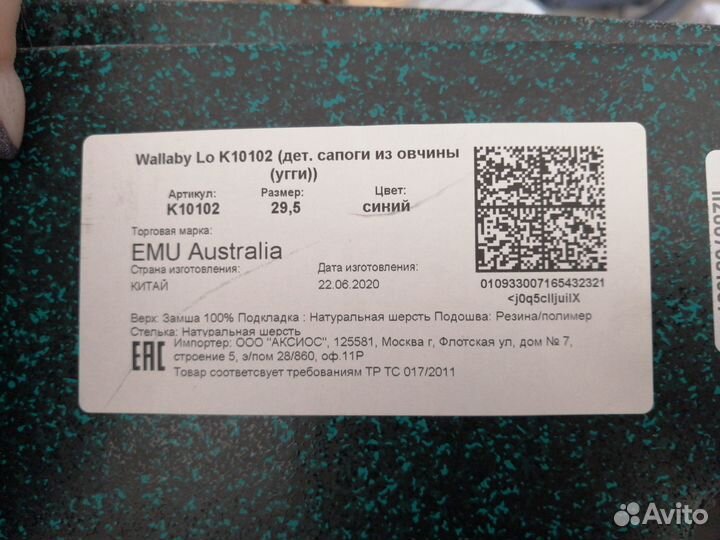 Wallaby Lo K10102 (дет. сапоги из овчины
(угги))
Артикул: Размер: Цвет:
K10102 29,5 синий
Торговая марка:
EMU Australia
Страна изготовления: Дата изготовления:
КИТАЙ 22.06.2020
010933007165432321
Верх: Замша 100% Подкладка : Натуральная шерсть Подошва: Резина/полимер
Стелька: Натуральная шерсть
EAC
Импортер: ООО "АКСИОС", 125581, Москва г, Флотская ул, дом № 7,
строение 5, э/пом 28/860, оф.11Р
Товар соответсвует требованиям ТР ТС 017/2011
Avito